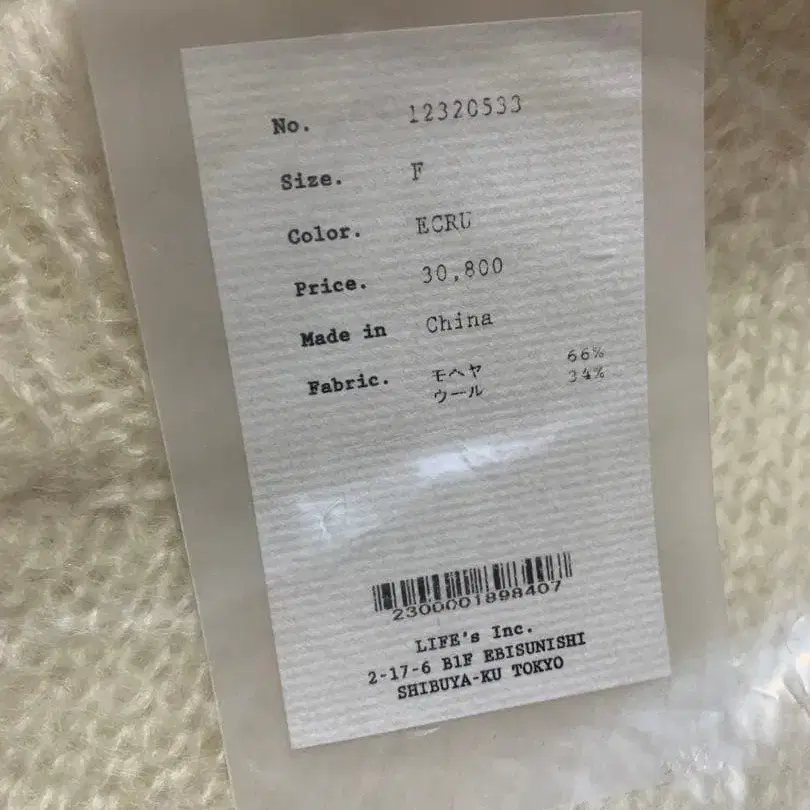 No. 12320533
Size. F
Color. ECRU
Price. 30,800
Made in China
Fabric. モヘヤ 66%
ウール 34%
2300001898407
LIFE's Inc.
2-17-6 B1F EBISUNISHI
SHIBUYA-KU TOKYO